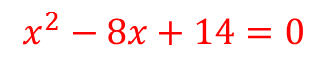 x² − 8x + 14 = 0